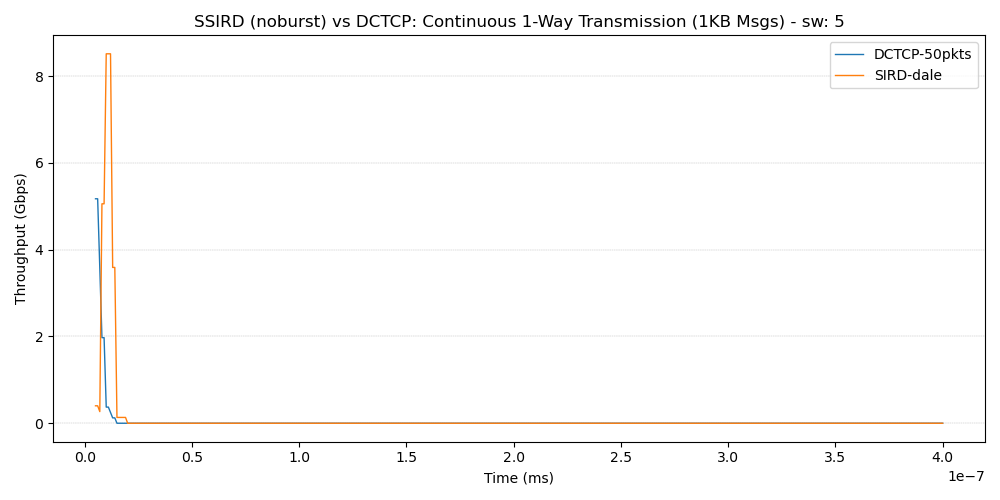 SSIRD (noburst) vs DCTCP: Continuous 1-Way Transmission (1KB Msgs) - sw: 5
DCTCP-50pkts
SIRD-dale
Throughput (Gbps)
8
6
4
2
0
0.0 0.5 1.0 1.5 2.0 2.5 3.0 3.5 4.0
1e−7
Time (ms)